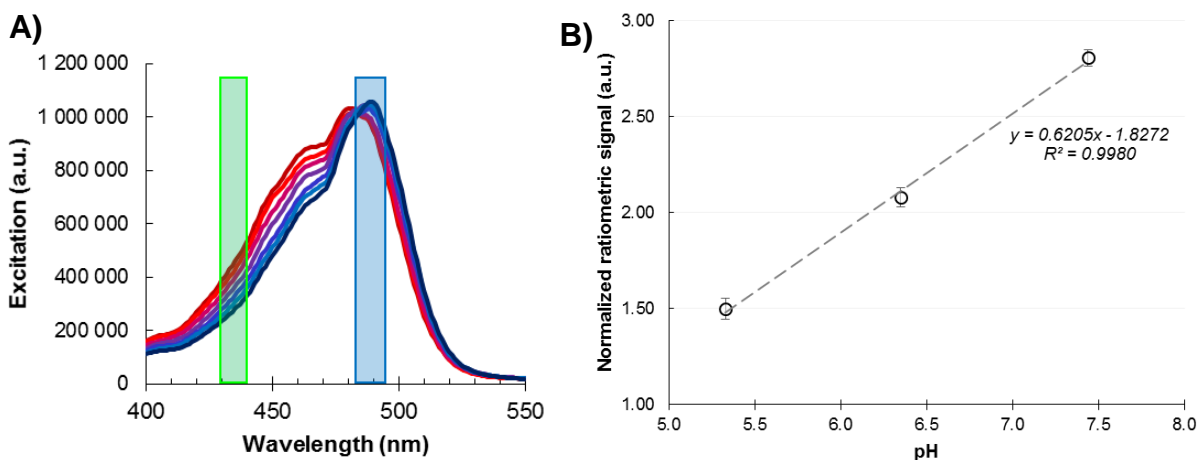 A)
1 200 000
1 000 000
800 000
600 000
400 000
200 000
0
Excitation (a.u.)
400
450
500
550
Wavelength (nm)
B)
3.00
2.50
2.00
1.50
1.00
Normalized ratiometric signal (a.u.)
y = 0.6205x - 1.8272
R² = 0.9980
5.0
5.5
6.0
6.5
7.0
7.5
8.0
pH